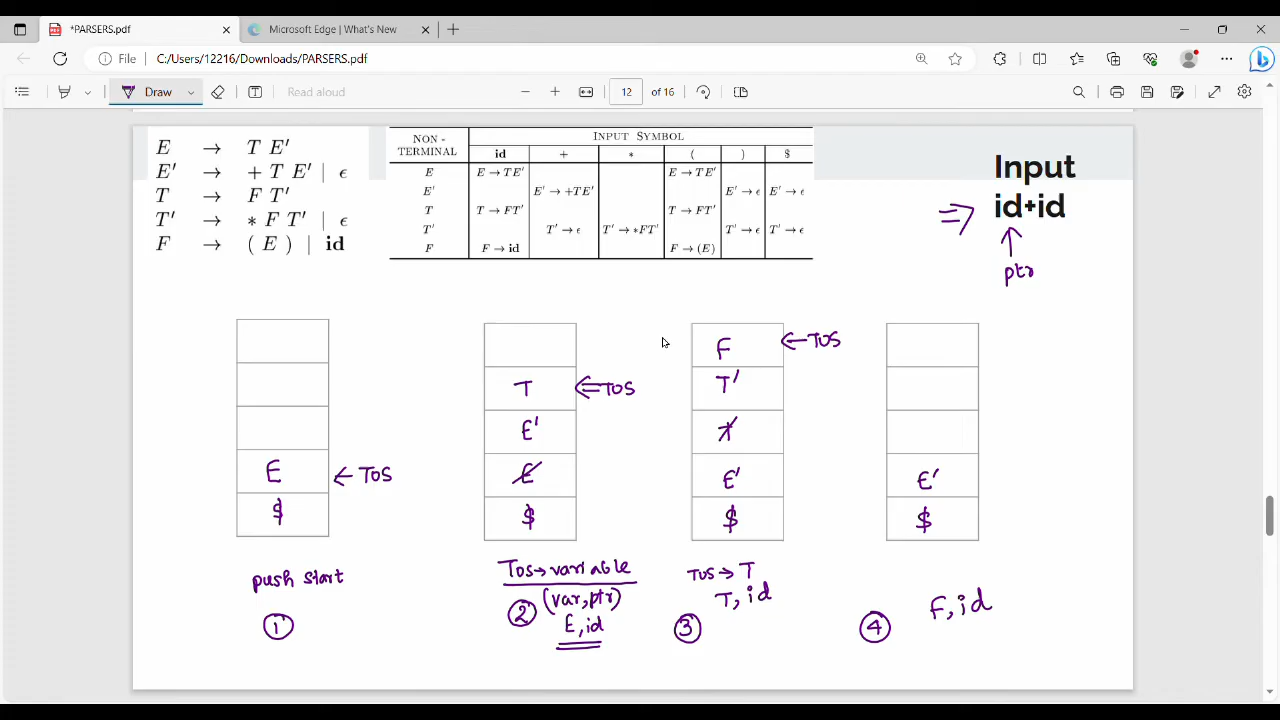 *PARSERS.pdf
Microsoft Edge | What's New
File
C:/Users/12216/Downloads/PARSERS.pdf
Draw
Read aloud
12 of 16
E → T E′
E′ → + T E′ | ϵ
T → F T′
T′ → * F T′ | ϵ
F → ( E ) | id
NON - TERMINAL
INPUT SYMBOL
id + * ( ) $
E E → TE′ E → TE′
E′ E′ → +TE′ E′ → ϵ E′ → ϵ
T T → FT′ T → FT′
T′ T′ → ϵ T′ → *FT′ T′ → ϵ T′ → ϵ
F F → id F → (E)
Input
⇒ id+id
↑
ptr
E ← TOS
$
push start
①
T ⇐ TOS
E'
E
$
Tos→variable
② (var,ptr)
E, id
F ← TOS
T'
T
E'
$
TOS → T
T, id
③
E'
$
F, id
④